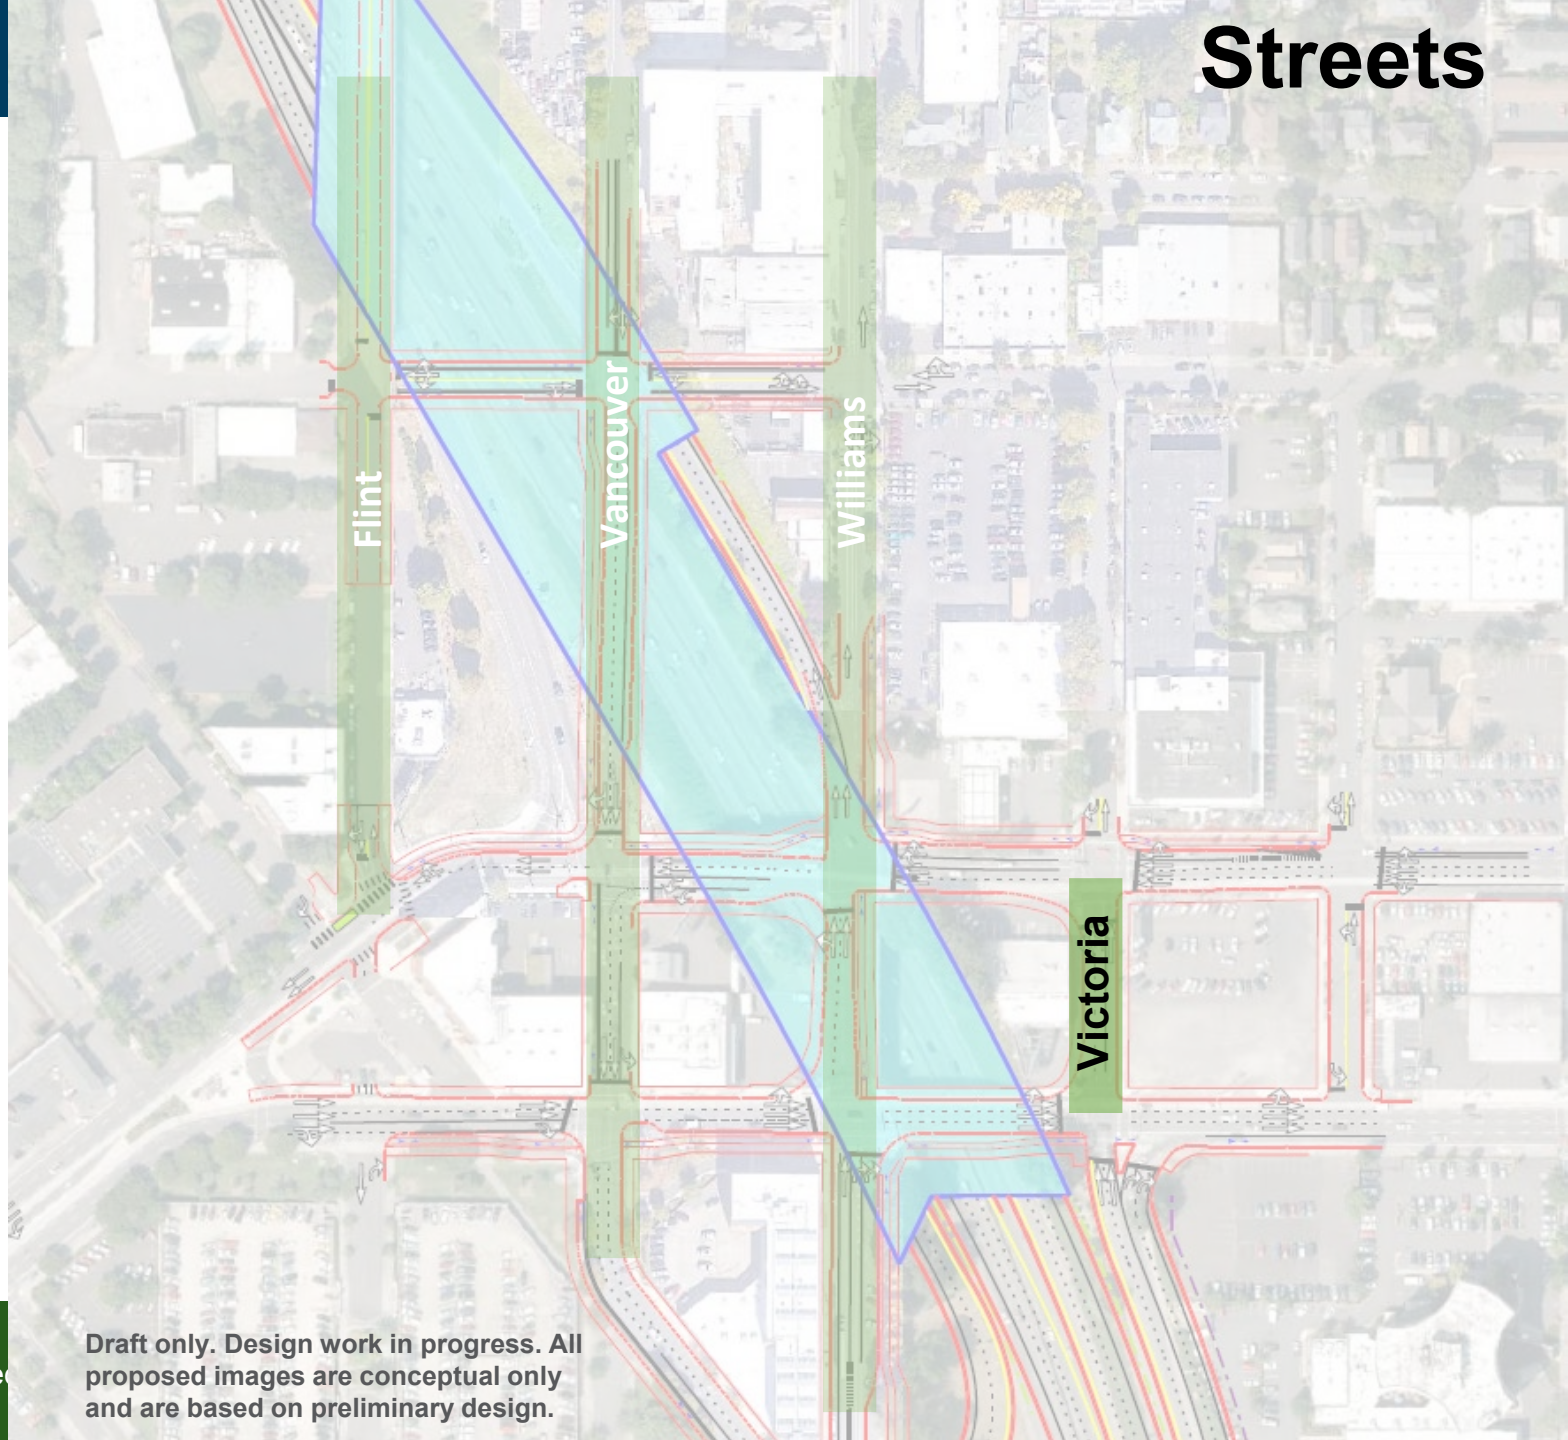 Streets
Flint
Vancouver
Williams
Victoria
Draft only. Design work in progress. All
proposed images are conceptual only
and are based on preliminary design.